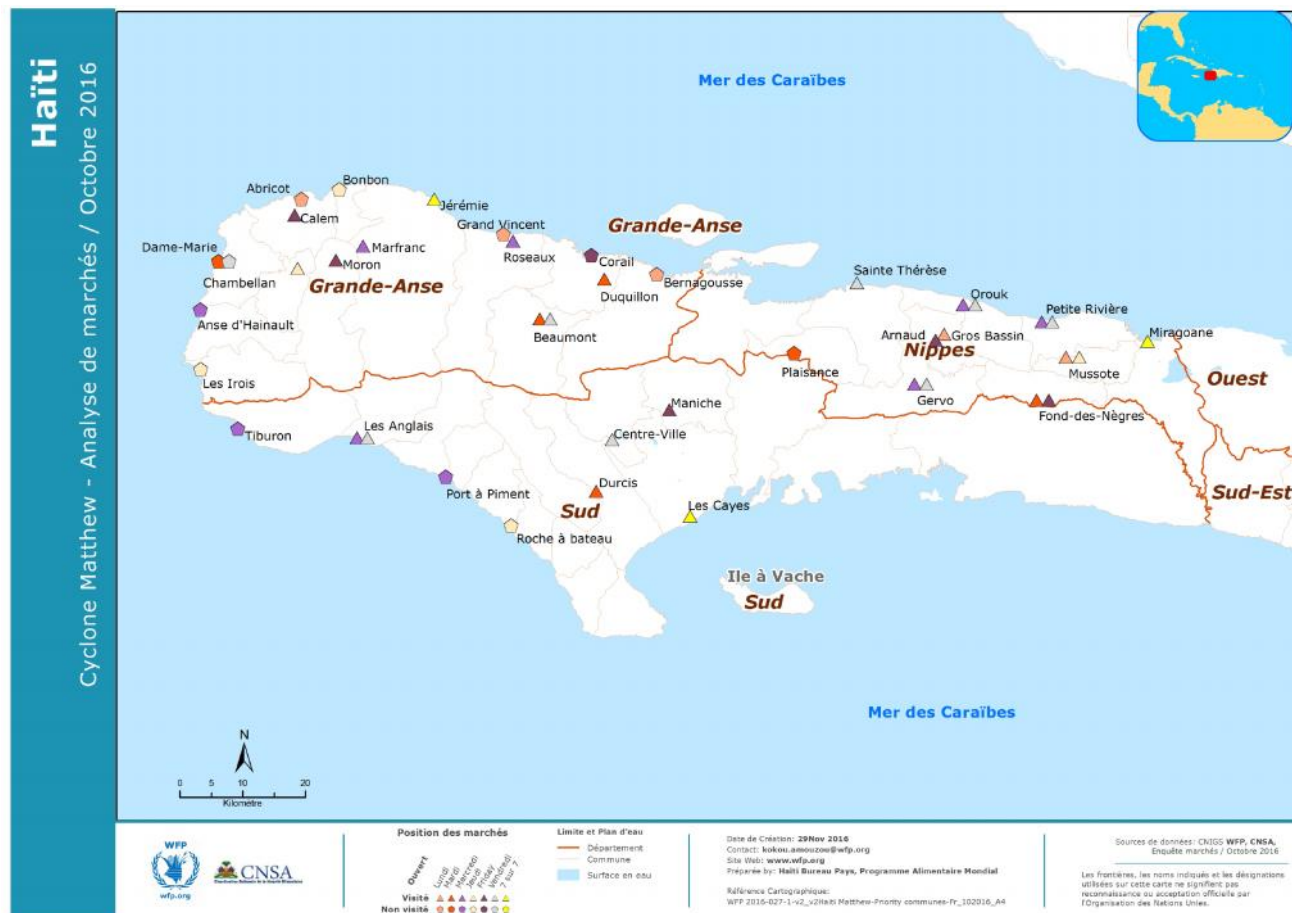 Haïti
Cyclone Matthew - Analyse de marchés / Octobre 2016
Mer des Caraïbes
Bonbon
Abricot
Jérémie
Calem
Grand Vincent
Grande-Anse
Dame-Marie
Marfranc
Roseaux
Corail
Sainte Thérèse
Chambellan
Moron
Bernagousse
Grande-Anse
Duquillon
Orouk
Petite Rivière
Anse d'Hainault
Beaumont
Arnaud
Gros Bassin
Miragoane
Nippes
Les Irois
Plaisance
Mussote
Ouest
Gervo
Maniche
Fond-des-Nègres
Tiburon
Les Anglais
Centre-Ville
Port à Piment
Durcis
Sud
Les Cayes
Sud-Est
Roche à bateau
Ile à Vache
Sud
Mer des Caraïbes
N
0 5 10 20
Kilomètre
WFP
wfp.org
CNSA
Position des marchés
Ouvert
Lundi
Mardi
Marcredi
Jeudi
Friday
Vendredi
7 sur 7
Visité
Non visité
Limite et Plan d'eau
Département
Commune
Surface en eau
Date de Création: 29Nov 2016
Contact: kokou.amouzou@wfp.org
Site Web: www.wfp.org
Préparée by: Haïti Bureau Pays, Programme Alimentaire Mondial
Référence Cartographique:
WFP 2016-027-1-v2_v2Haiti Matthew-Priority communes-Fr_102016_A4
Sources de données: CNIGS WFP, CNSA,
Enquête marchés / Octobre 2016
Les frontières, les noms indiqués et les désignations
utilisées sur cette carte ne signifient pas
reconnaissance ou acceptation officielle par
l'Organisation des Nations Unies.